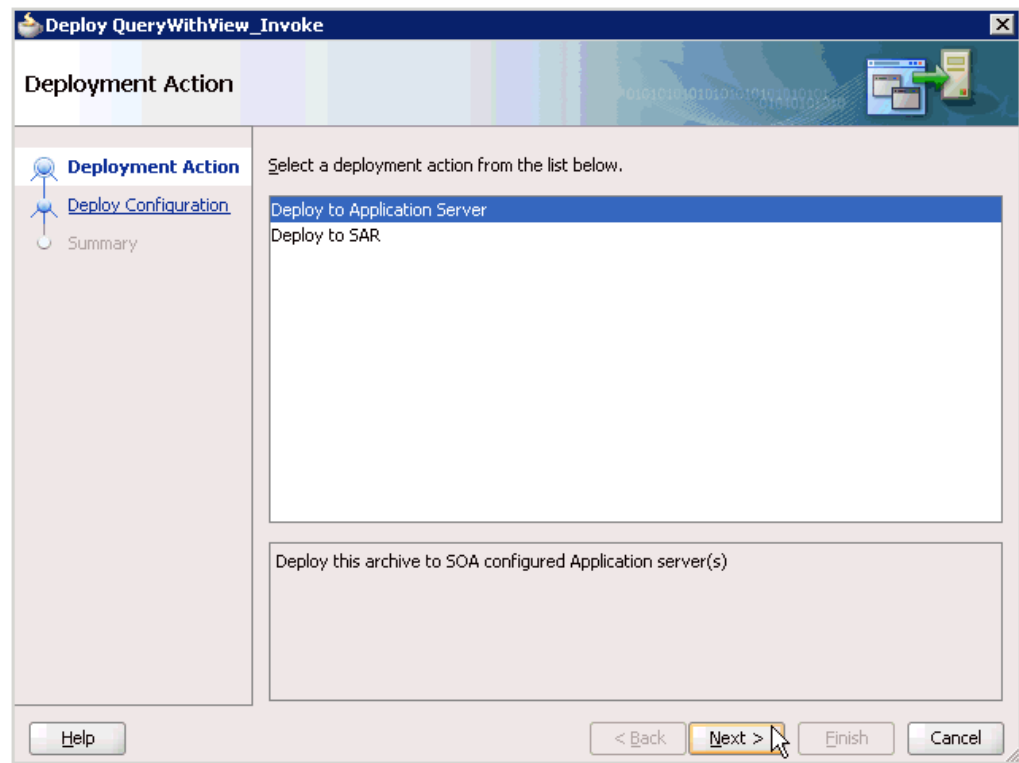 Deploy QueryWithView_Invoke
Deployment Action
Deployment Action
Select a deployment action from the list below.
Deploy Configuration
Deploy to Application Server
Deploy to SAR
Summary
Deploy this archive to SOA configured Application server(s)
Help
< Back
Next >
Finish
Cancel